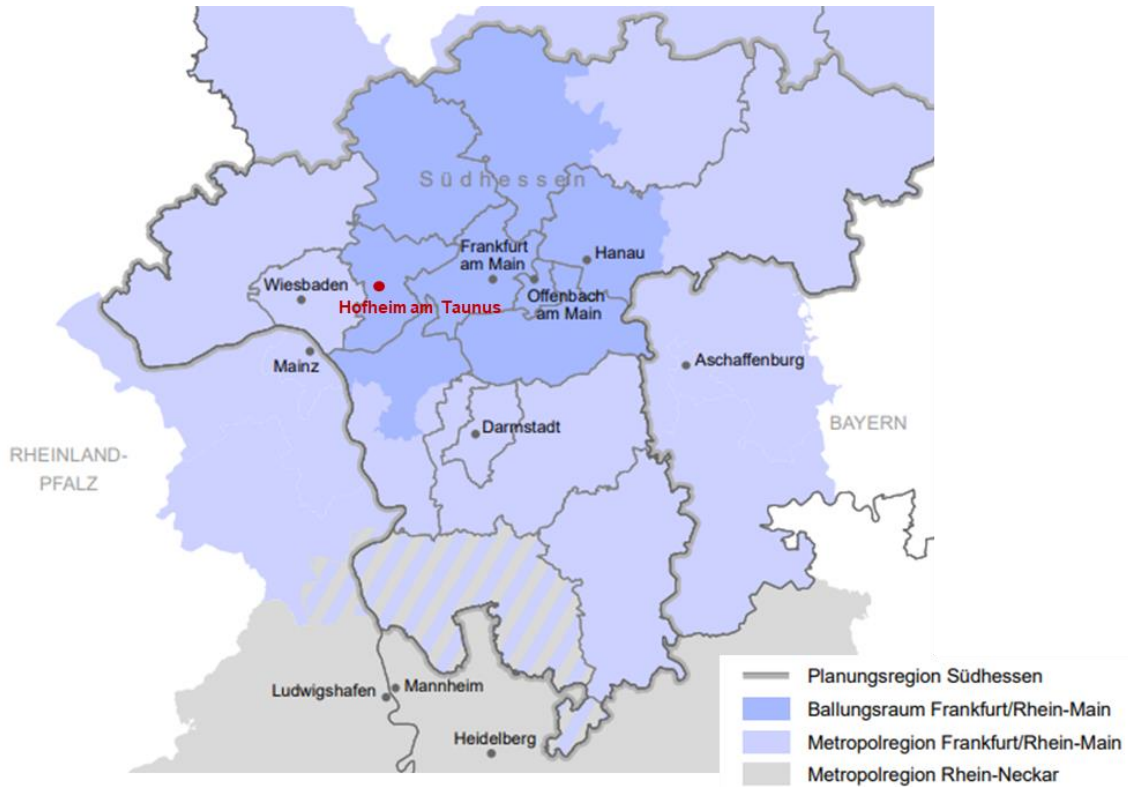 Südhessen
Frankfurt
am Main
Hanau
Wiesbaden
Offenbach
am Main
Hofheim am Taunus
Mainz
Aschaffenburg
BAYERN
Darmstadt
RHEINLAND-
PFALZ
Ludwigshafen
Mannheim
Heidelberg
Planungsregion Südhessen
Ballungsraum Frankfurt/Rhein-Main
Metropolregion Frankfurt/Rhein-Main
Metropolregion Rhein-Neckar